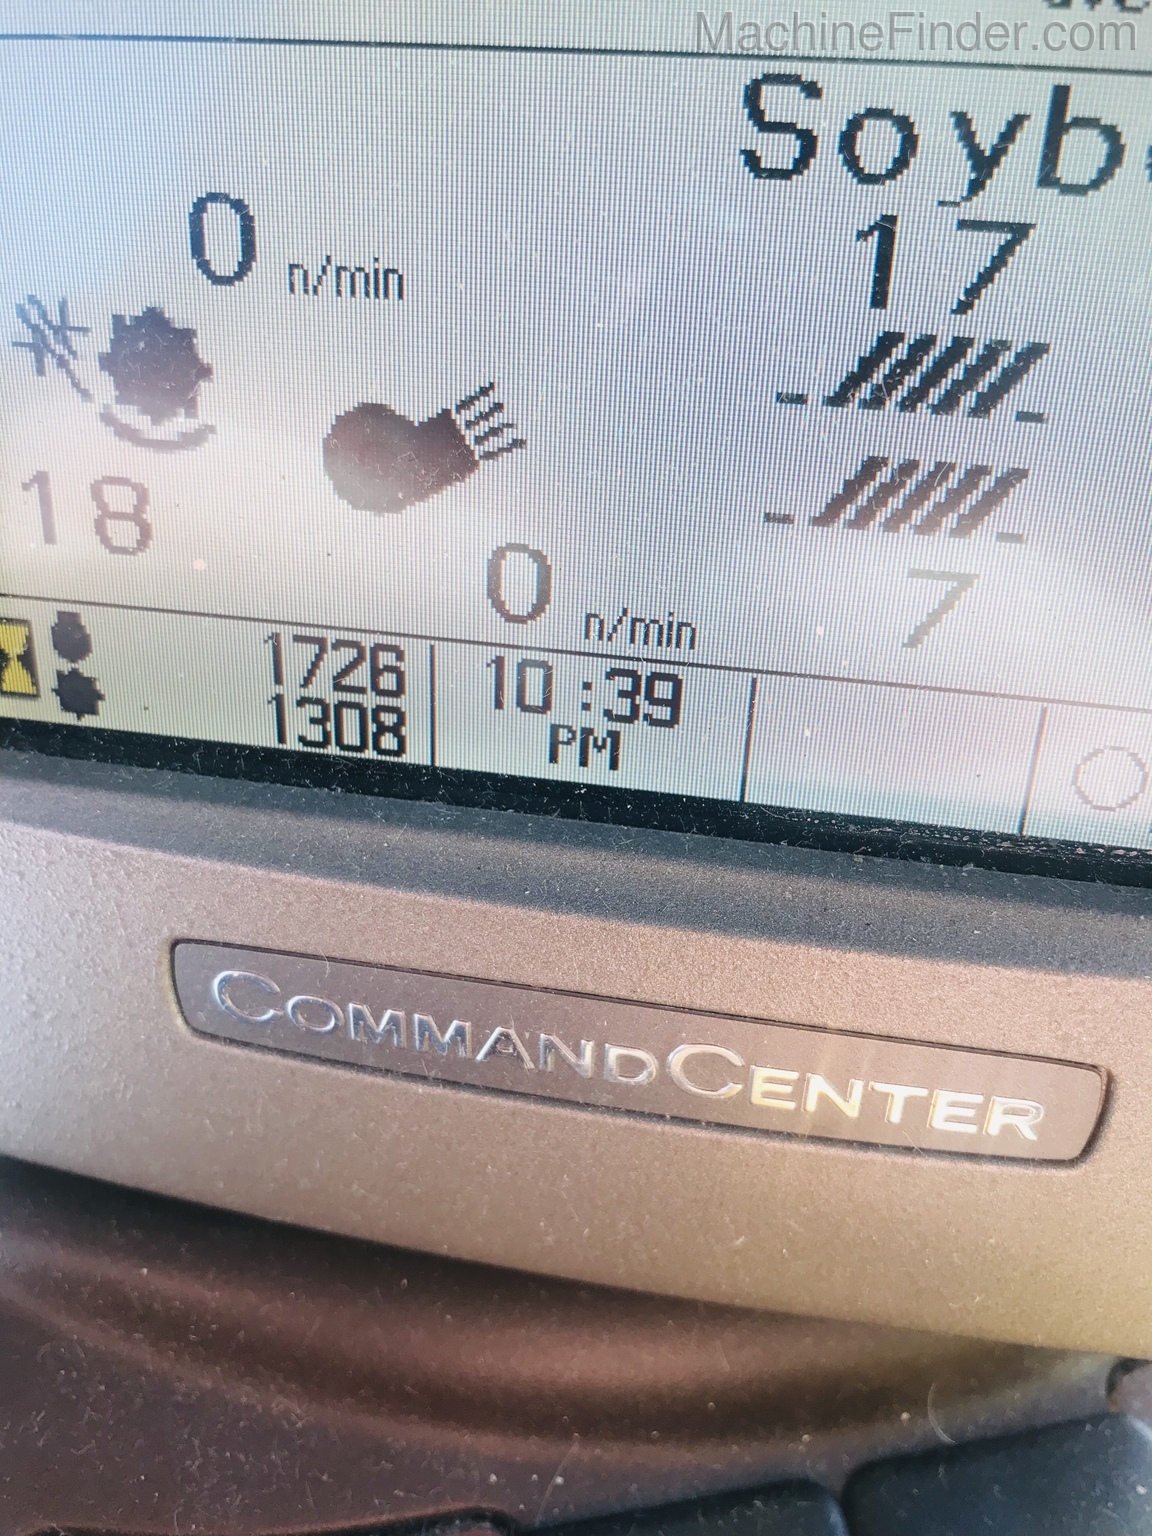 MachineFinder.com
Soyb
0 n/min
17
18
0 n/min
7
1726
1308
10:39
PM
COMMANDCENTER